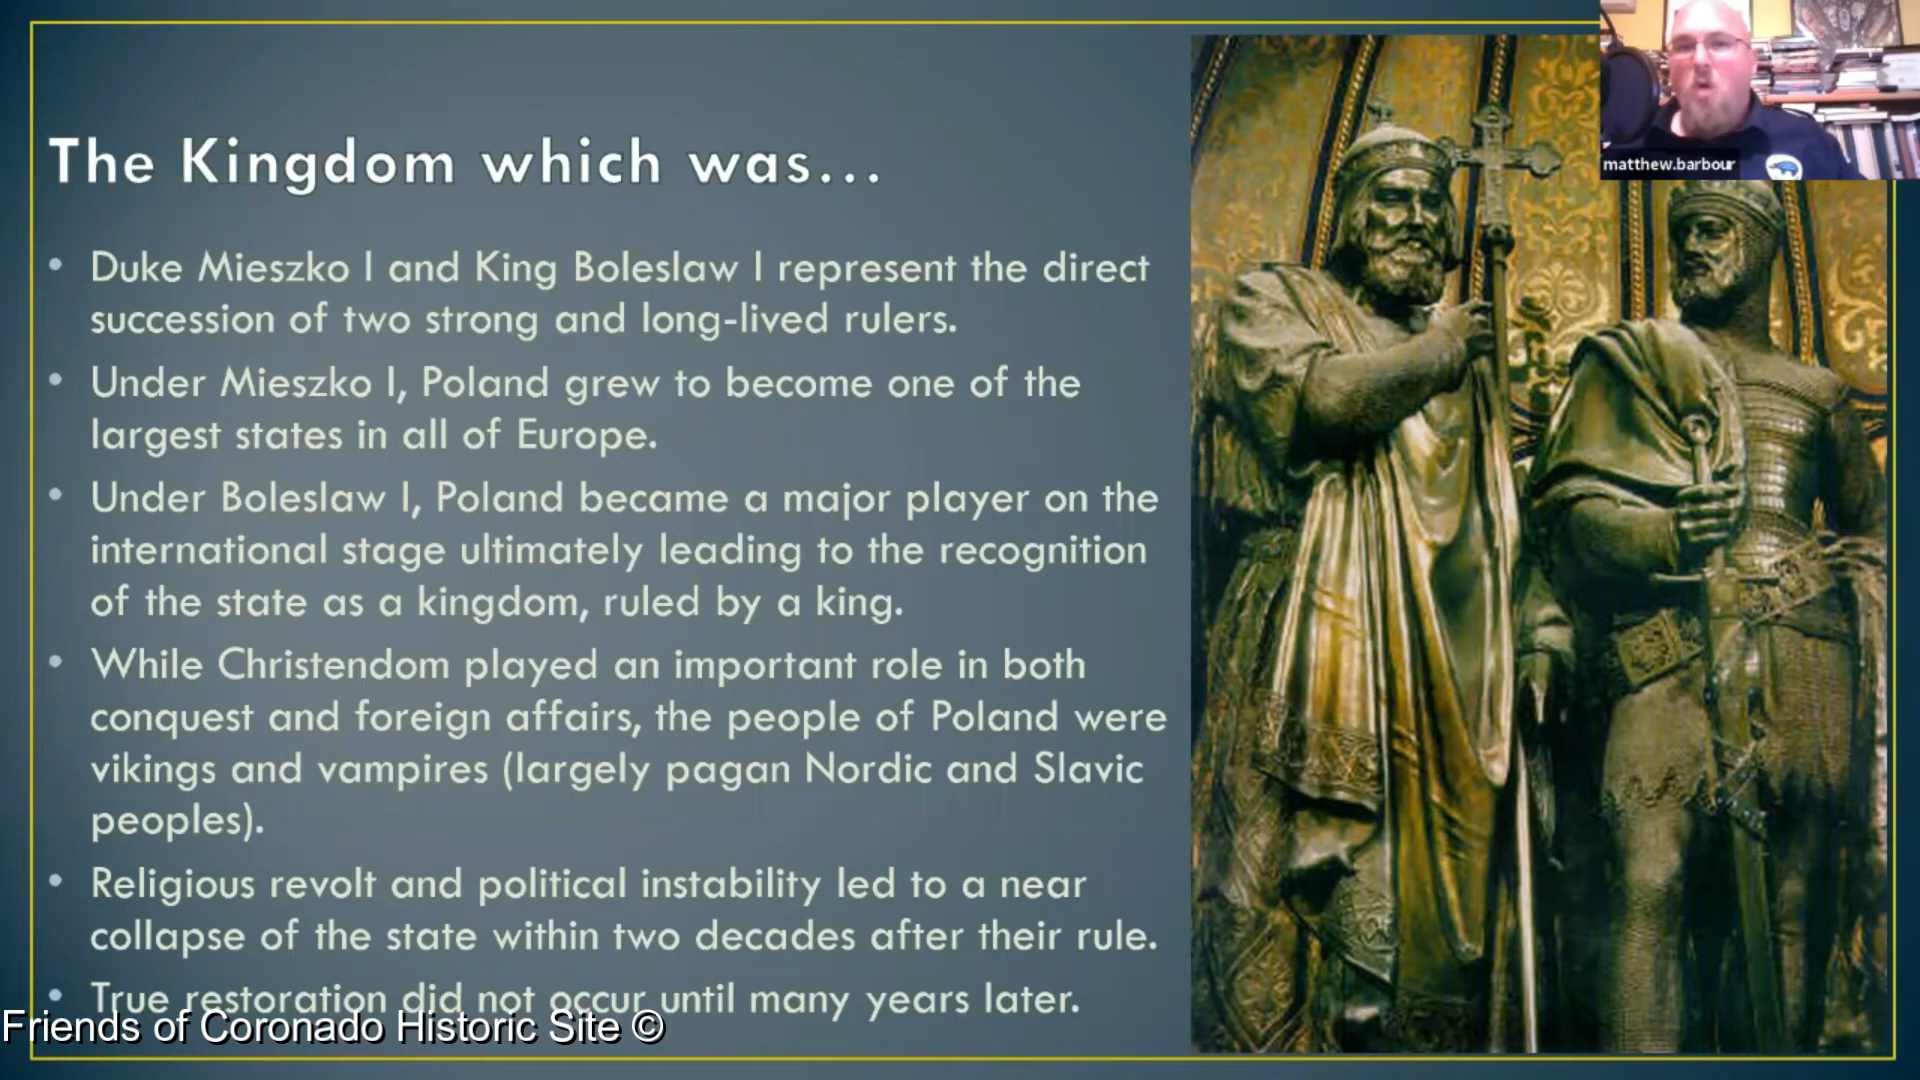 The Kingdom which was...
• Duke Mieszko I and King Boleslaw I represent the direct
succession of two strong and long-lived rulers.
• Under Mieszko I, Poland grew to become one of the
largest states in all of Europe.
• Under Boleslaw I, Poland became a major player on the
international stage ultimately leading to the recognition
of the state as a kingdom, ruled by a king.
• While Christendom played an important role in both
conquest and foreign affairs, the people of Poland were
vikings and vampires (largely pagan Nordic and Slavic
peoples).
• Religious revolt and political instability led to a near
collapse of the state within two decades after their rule.
• True restoration did not occur until many years later.
Friends of Coronado Historic Site ©
matthew.barbour